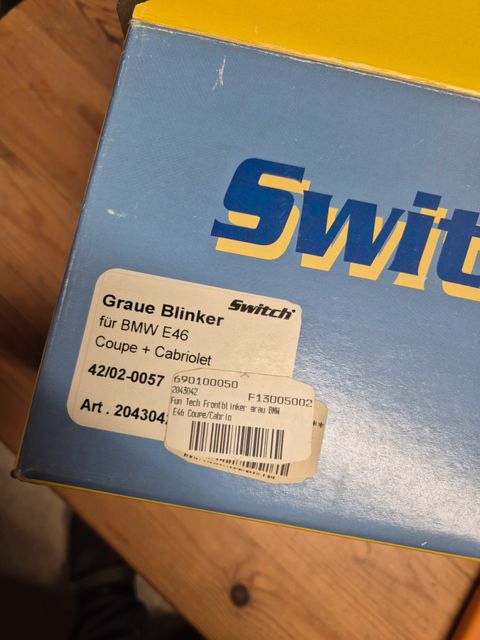 Switc
Graue Blinker
Switch
für BMW E46
Coupe + Cabriolet
42/02-0057
Art. 204304
690100050
F13005002
2043042
Fun Tech Frontblinker grau BMW
E46 Coupe/Cabrio
**